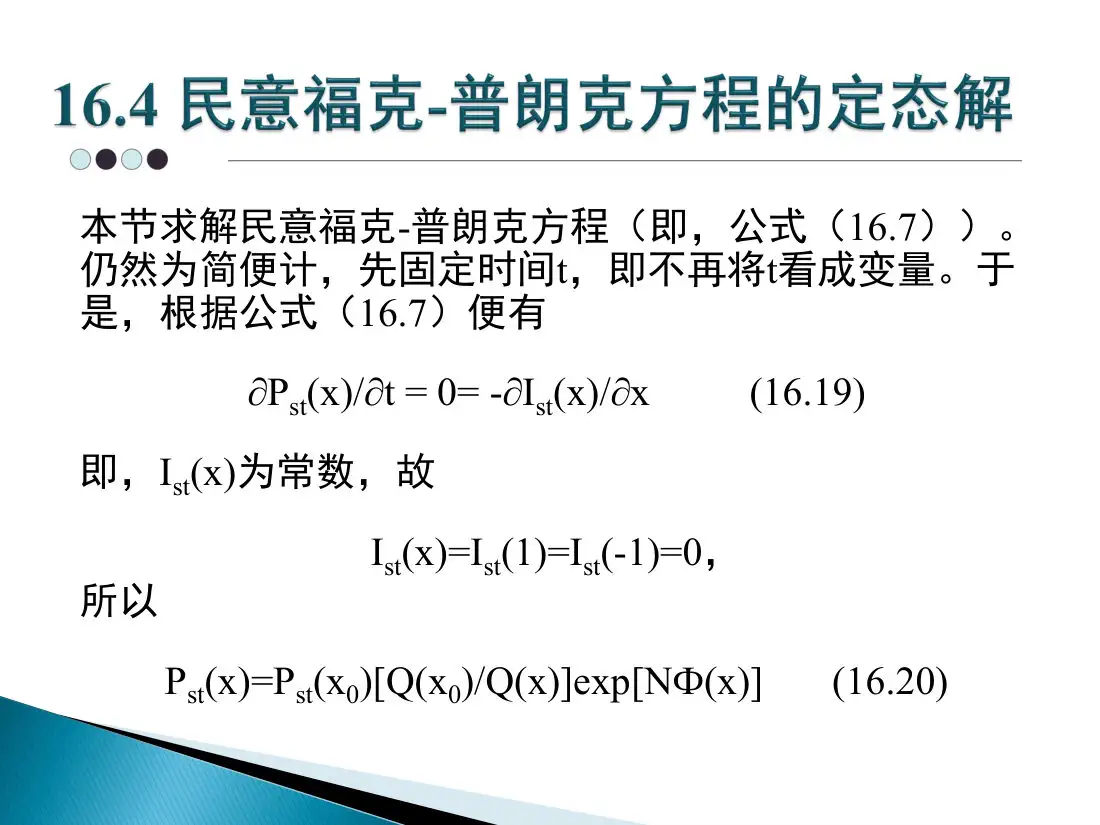 16.4 民意福克-普朗克方程的定态解
本节求解民意福克-普朗克方程（即，公式（16.7））。
仍然为简便计，先固定时间t，即不再将t看成变量。于
是，根据公式（16.7）便有
∂Pst(x)/∂t = 0= -∂Ist(x)/∂x (16.19)
即，Ist(x)为常数，故
Ist(x)=Ist(1)=Ist(-1)=0，
所以
Pst(x)=Pst(x0)[Q(x0)/Q(x)]exp[NΦ(x)] (16.20)